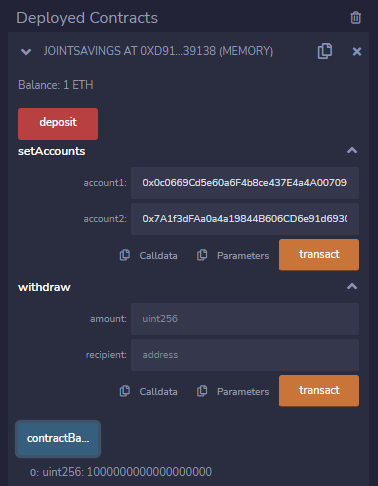 Deployed Contracts
JOINTSAVINGS AT 0XD91...39138 (MEMORY)
Balance: 1 ETH
deposit
setAccounts
account1: 0x0c0669Cd5e60a6F4b8ce437E4a4A00709
account2: 0x7A1f3dFAa0a4a19844B606CD6e91d6930
Calldata Parameters transact
withdraw
amount: uint256
recipient: address
Calldata Parameters transact
contractBa...
0: uint256: 1000000000000000000